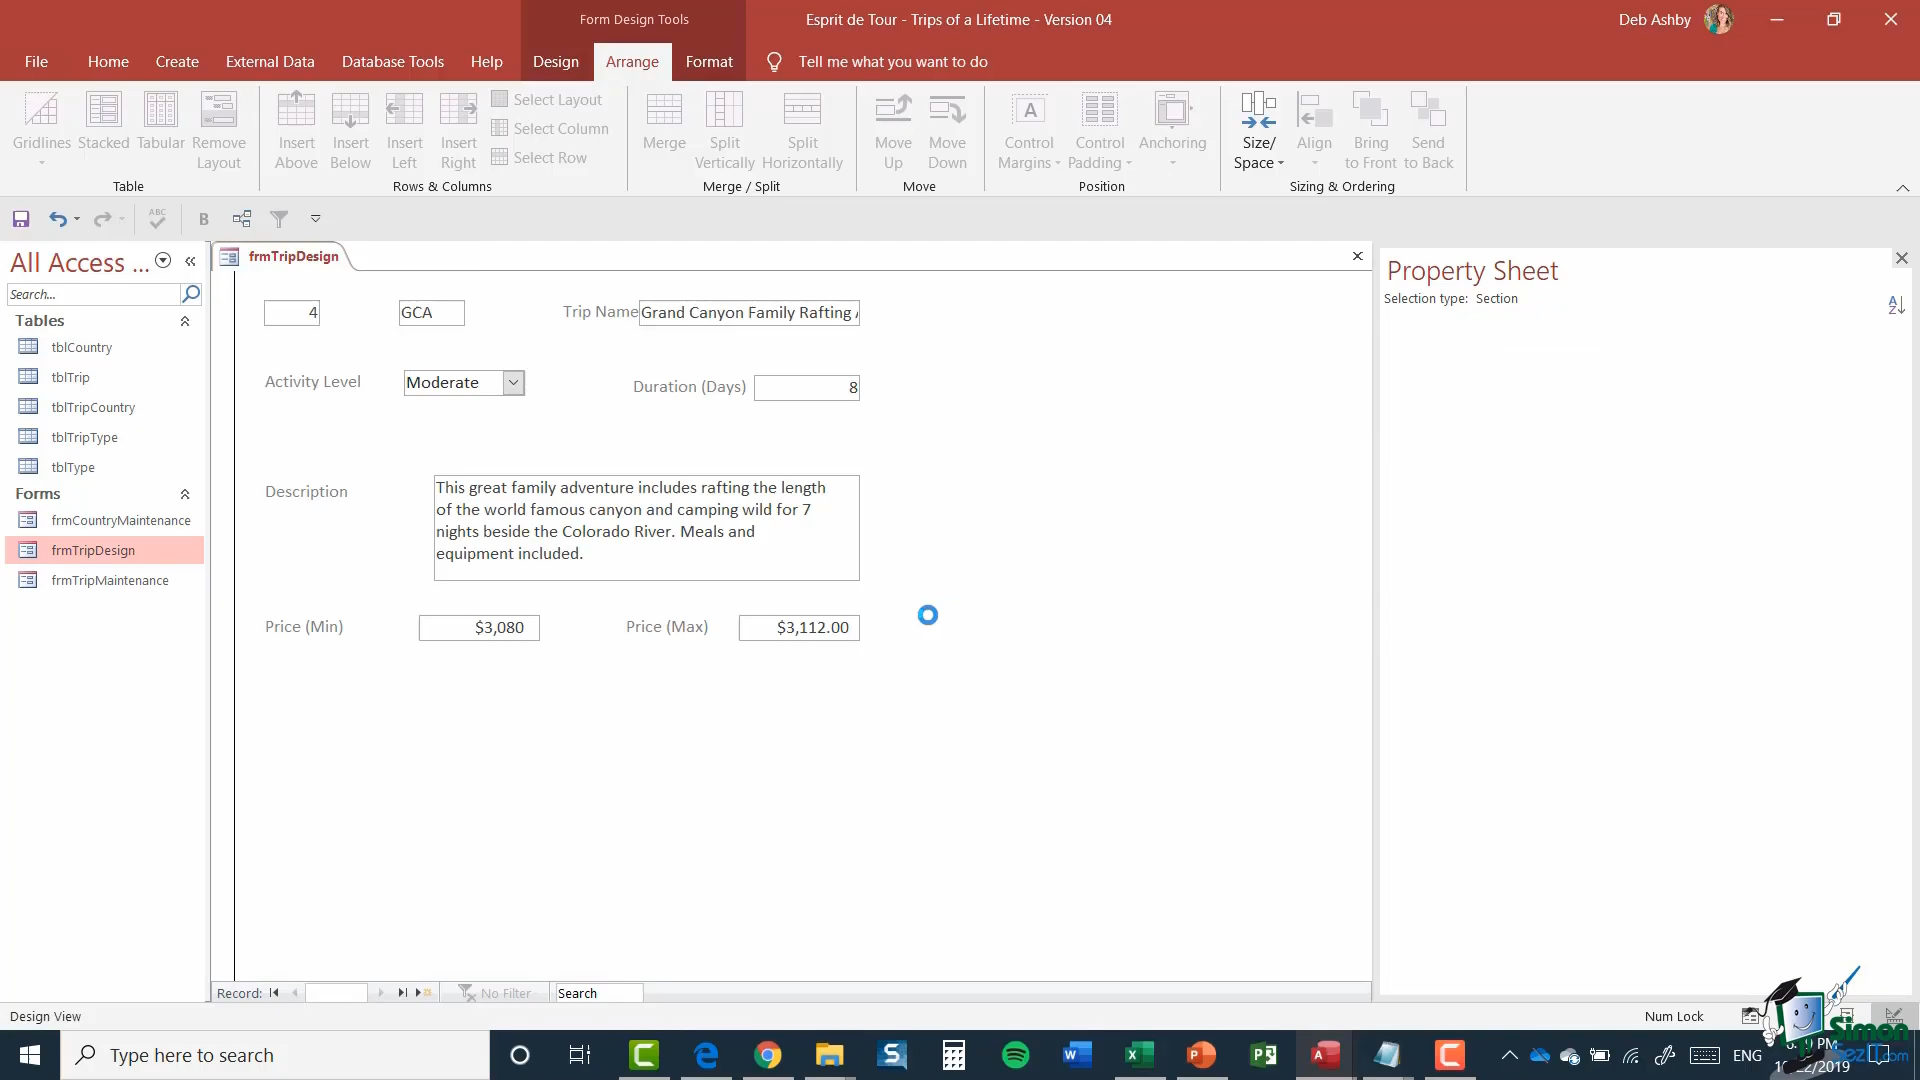 Form Design Tools
Esprit de Tour - Trips of a Lifetime - Version 04
Deb Ashby
File
Home
Create
External Data
Database Tools
Help
Design
Arrange
Format
Tell me what you want to do
Gridlines
Stacked
Tabular
Remove
Layout
Table
Insert
Above
Insert
Below
Insert
Left
Insert
Right
Select Layout
Select Column
Select Row
Rows & Columns
Merge
Split
Vertically
Split
Horizontally
Merge / Split
Move
Up
Move
Down
Move
Control
Margins
Control
Padding
Anchoring
Position
Size/
Space
Align
Bring
to Front
Send
to Back
Sizing & Ordering
ABC
B
All Access ...
Search...
Tables
tblCountry
tblTrip
tblTripCountry
tblTripType
tblType
Forms
frmCountryMaintenance
frmTripDesign
frmTripMaintenance
frmTripDesign
4
GCA
Trip Name
Grand Canyon Family Rafting
Activity Level
Moderate
Duration (Days)
8
Description
This great family adventure includes rafting the length
of the world famous canyon and camping wild for 7
nights beside the Colorado River. Meals and
equipment included.
Price (Min)
$3,080
Price (Max)
$3,112.00
Record:
No Filter
Search
Property Sheet
Selection type: Section
Design View
Num Lock
Type here to search
ENG
PM
Simon
SezIT.com